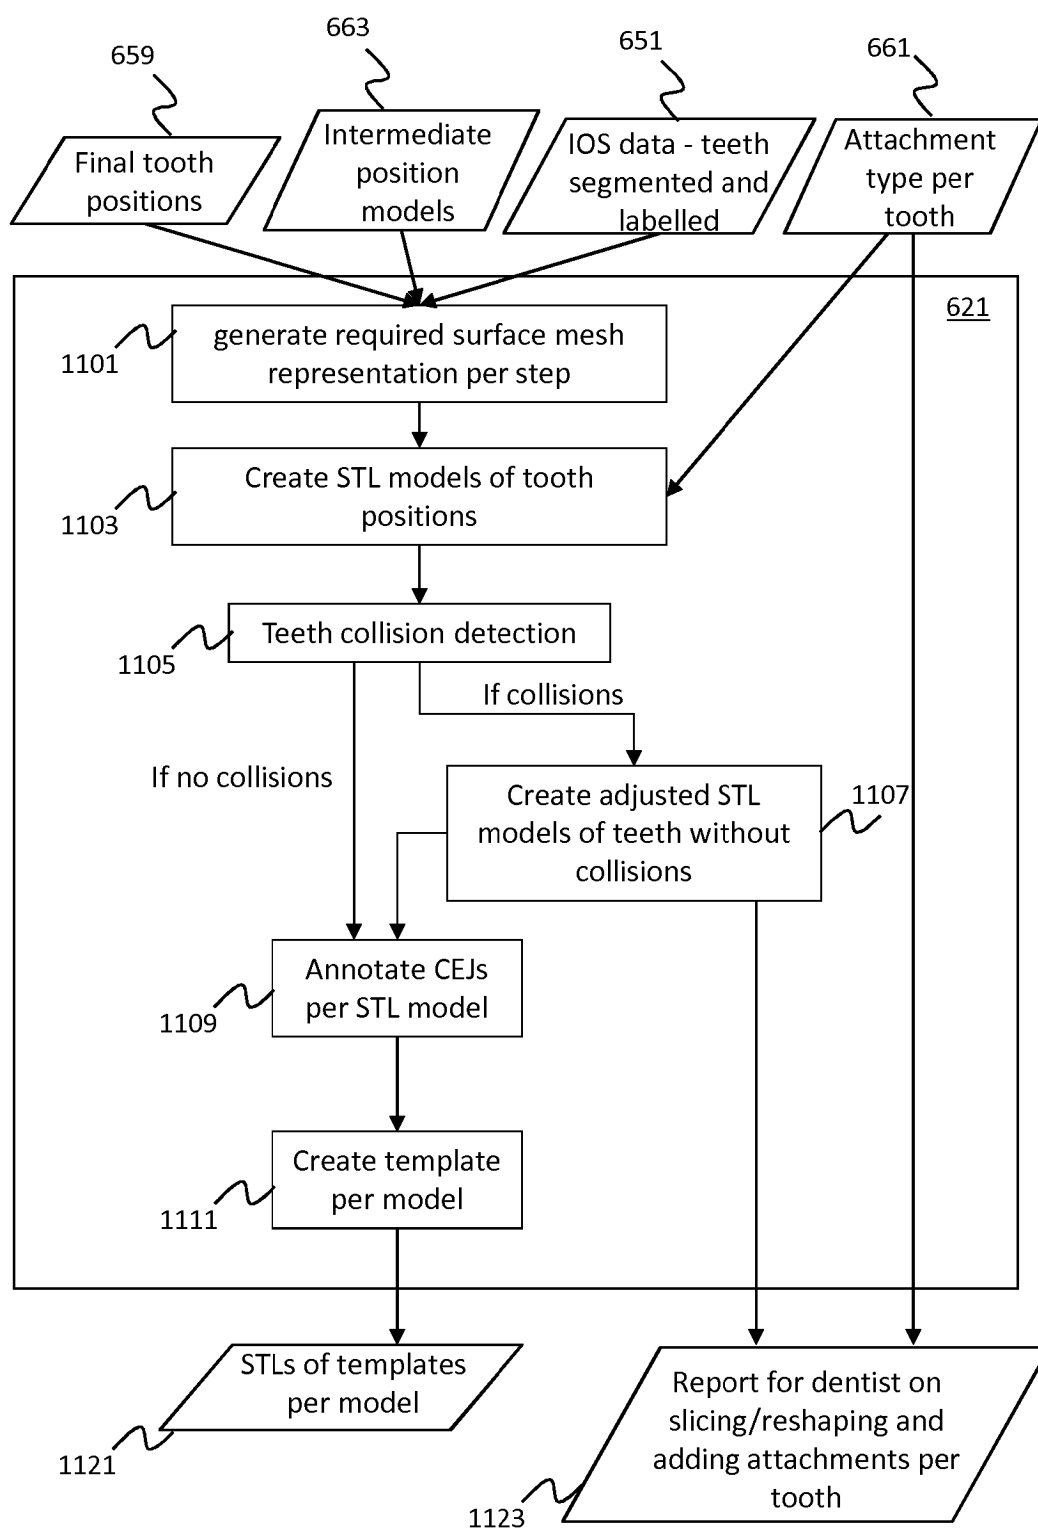 659
663
651
661
Final tooth
positions
Intermediate
position
models
IOS data - teeth
segmented and
labelled
Attachment
type per
tooth
621
1101
generate required surface mesh
representation per step
1103
Create STL models of tooth
positions
1105
Teeth collision detection
If collisions
If no collisions
Create adjusted STL
models of teeth without
collisions
1107
Annotate CEJs
per STL model
1109
Create template
per model
1111
STLs of templates
per model
1121
Report for dentist on
slicing/reshaping and
adding attachments per
tooth
1123